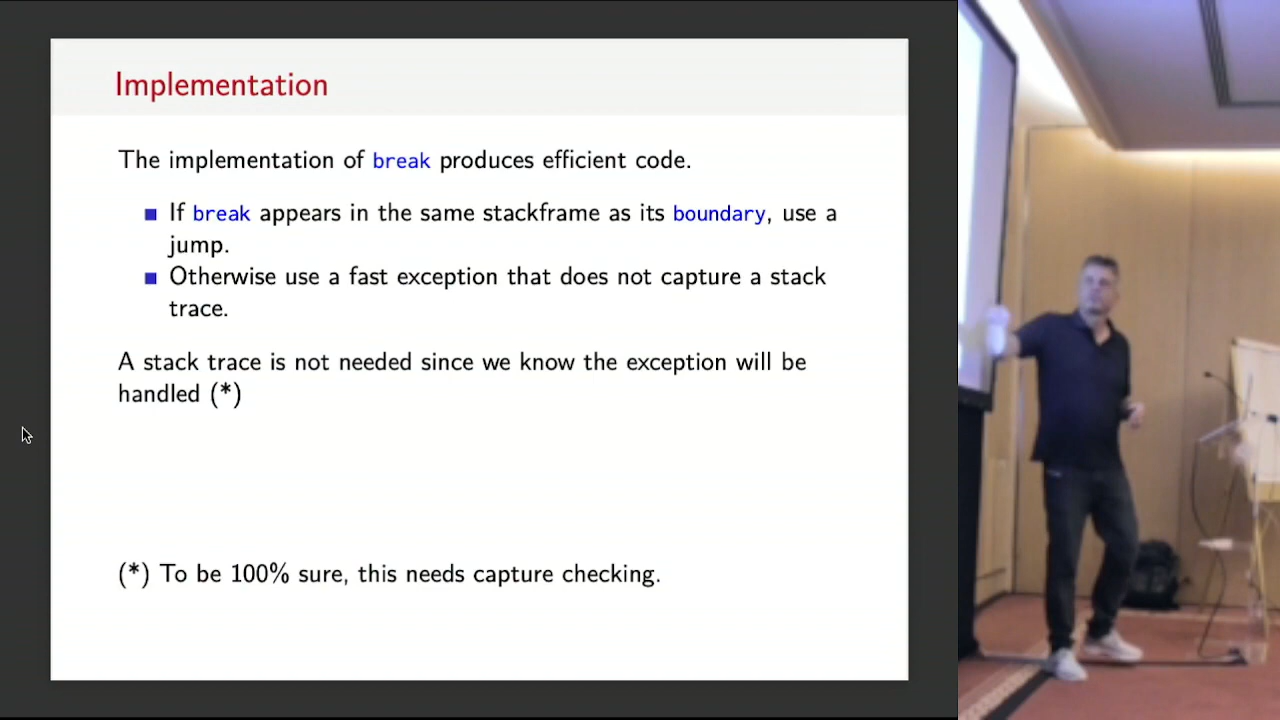 Implementation
The implementation of break produces efficient code.
If break appears in the same stackframe as its boundary, use a
jump.
Otherwise use a fast exception that does not capture a stack
trace.
A stack trace is not needed since we know the exception will be
handled (*)
(*) To be 100% sure, this needs capture checking.